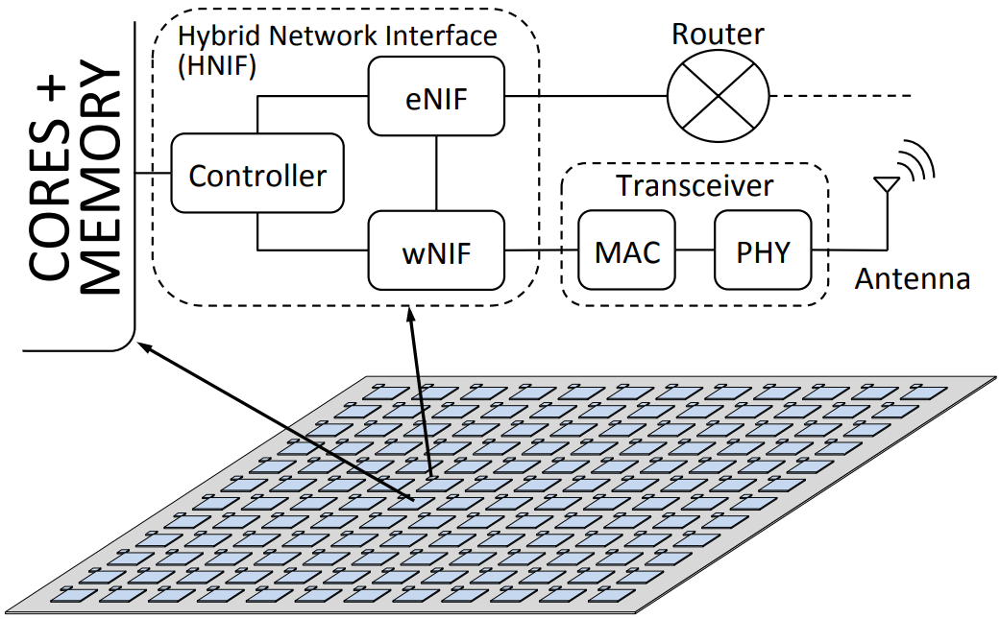 CORES +
MEMORY
Hybrid Network Interface
(HNIF)
eNIF
Router
Controller
Transceiver
wNIF
MAC
PHY
Antenna